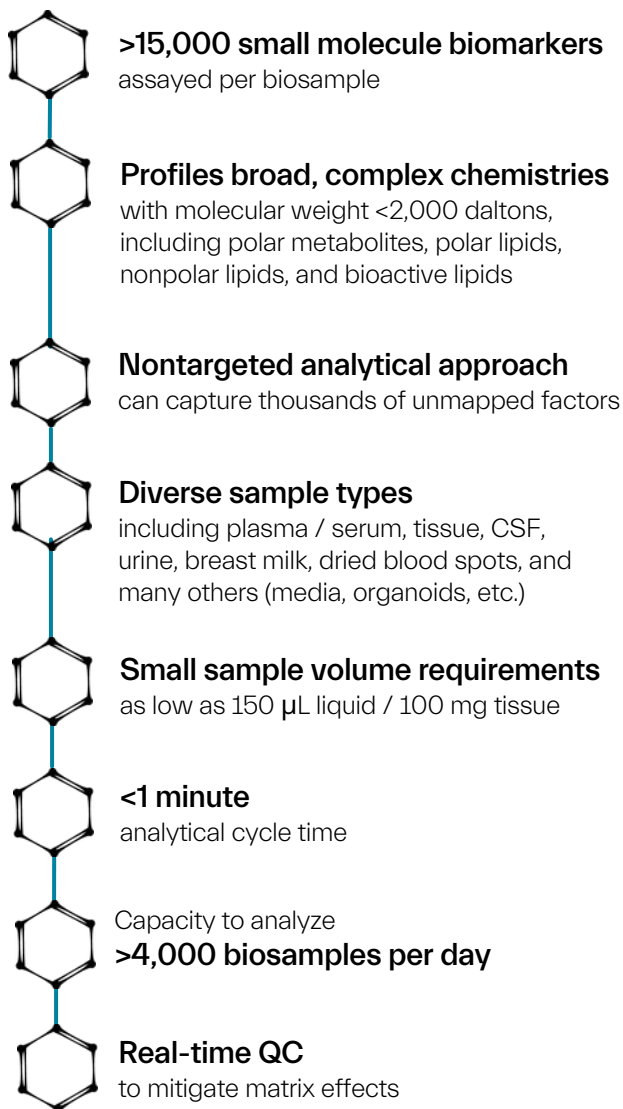 >15,000 small molecule biomarkers
assayed per biosample
Profiles broad, complex chemistries
with molecular weight <2,000 daltons,
including polar metabolites, polar lipids,
nonpolar lipids, and bioactive lipids
Nontargeted analytical approach
can capture thousands of unmapped factors
Diverse sample types
including plasma / serum, tissue, CSF,
urine, breast milk, dried blood spots, and
many others (media, organoids, etc.)
Small sample volume requirements
as low as 150 µL liquid / 100 mg tissue
<1 minute
analytical cycle time
Capacity to analyze
>4,000 biosamples per day
Real-time QC
to mitigate matrix effects